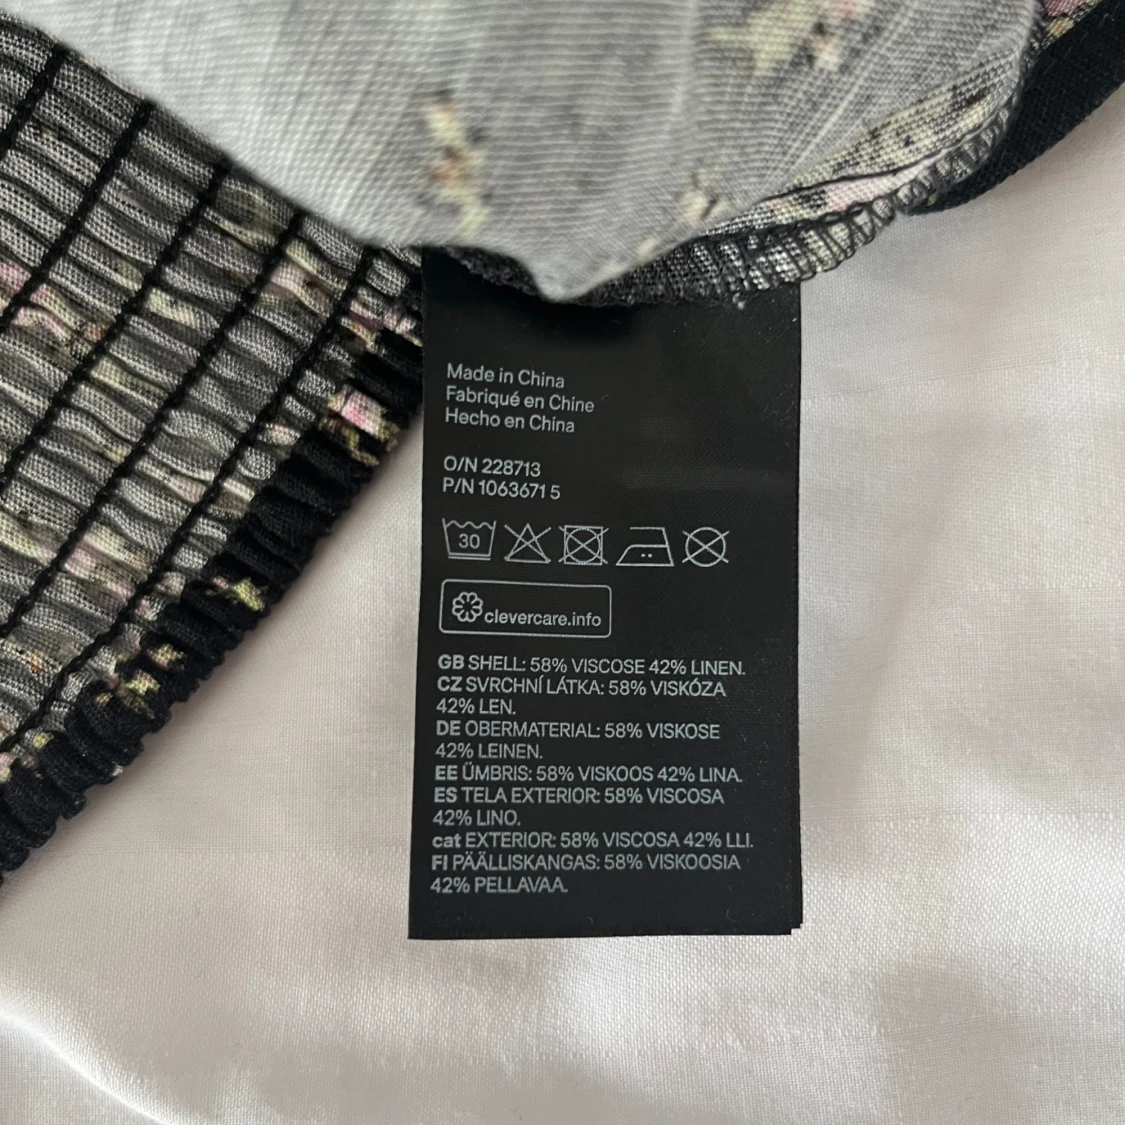 Made in China
Fabriqué en Chine
Hecho en China
O/N 228713
P/N 1063671 5
30
clevercare.info
GB SHELL: 58% VISCOSE 42% LINEN.
CZ SVRCHNÍ LÁTKA: 58% VISKÓZA
42% LEN.
DE OBERMATERIAL: 58% VISKOSE
42% LEINEN.
EE ÜMBRIS: 58% VISKOOS 42% LINA.
ES TELA EXTERIOR: 58% VISCOSA
42% LINO.
cat EXTERIOR: 58% VISCOSA 42% LLI.
FI PÄÄLLISKANGAS: 58% VISKOOSIA
42% PELLAVAA.